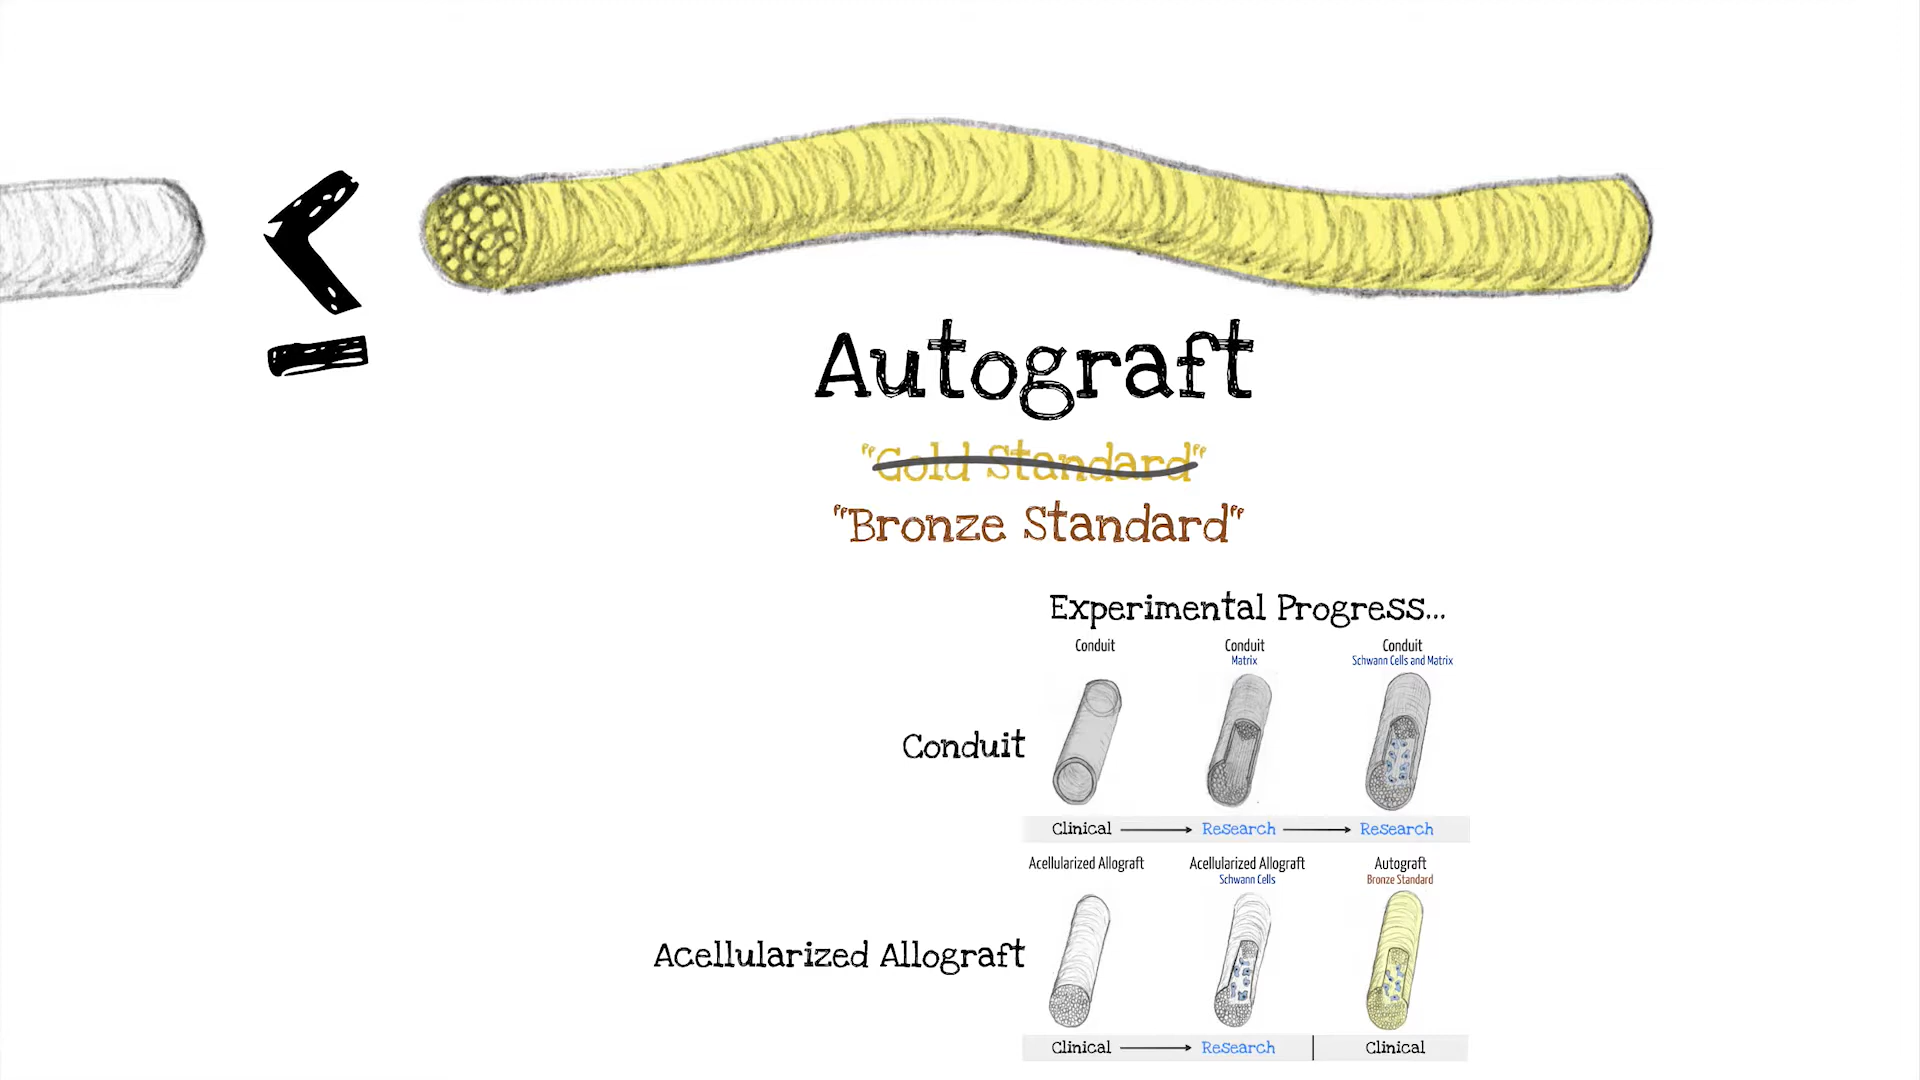 Autograft
"Gold Standard"
"Bronze Standard"
Experimental Progress...
Conduit
Conduit
Matrix
Conduit
Schwann Cells and Matrix
Conduit
Clinical
Research
Research
Acellularized Allograft
Acellularized Allograft
Schwann Cells
Autograft
Bronze Standard
Acellularized Allograft
Clinical
Research
Clinical